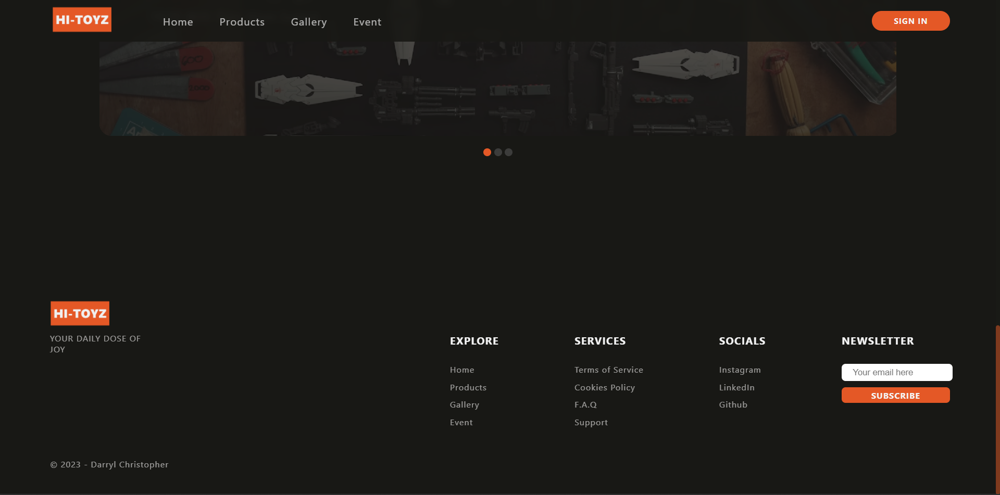 HI-TOYZ
Home Products Gallery Event
SIGN IN
600
2000
HI-TOYZ
YOUR DAILY DOSE OF
JOY
EXPLORE
Home
Products
Gallery
Event
SERVICES
Terms of Service
Cookies Policy
F.A.Q
Support
SOCIALS
Instagram
LinkedIn
Github
NEWSLETTER
Your email here
SUBSCRIBE
© 2023 - Darryl Christopher